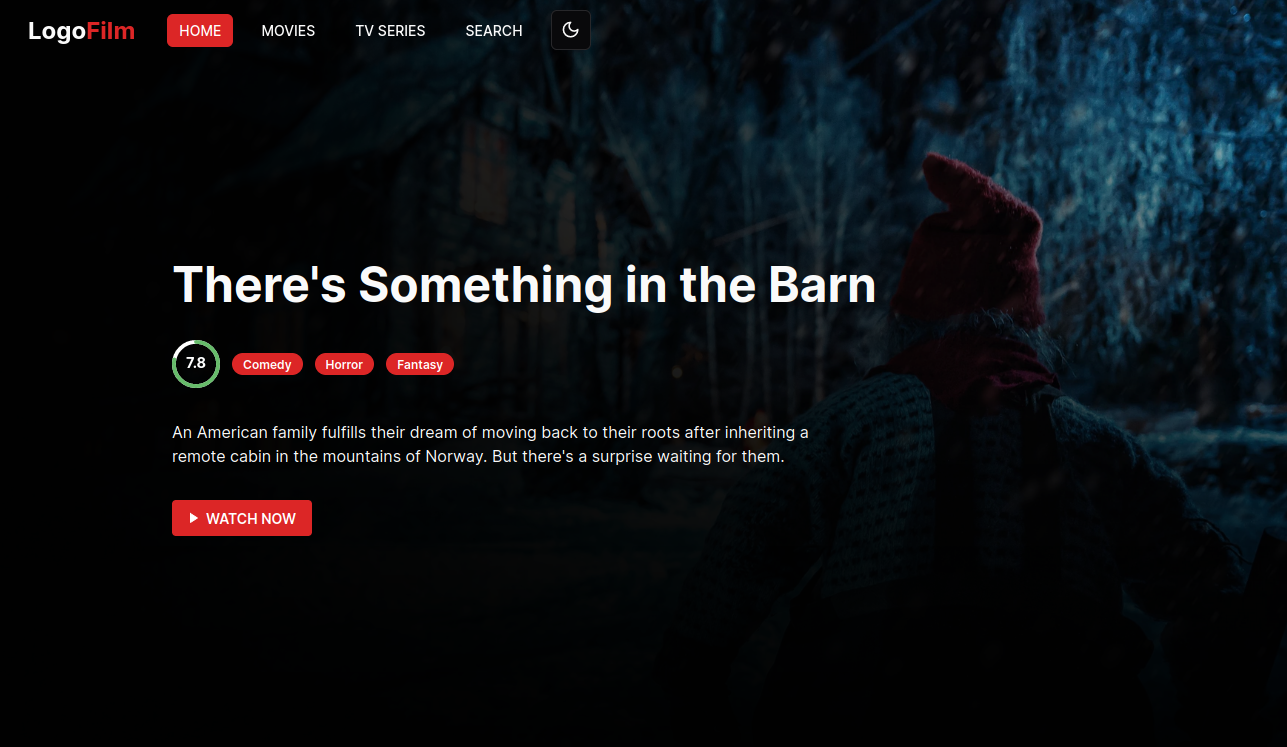 LogoFilm HOME MOVIES TV SERIES SEARCH
There's Something in the Barn
7.8 Comedy Horror Fantasy
An American family fulfills their dream of moving back to their roots after inheriting a
remote cabin in the mountains of Norway. But there's a surprise waiting for them.
WATCH NOW